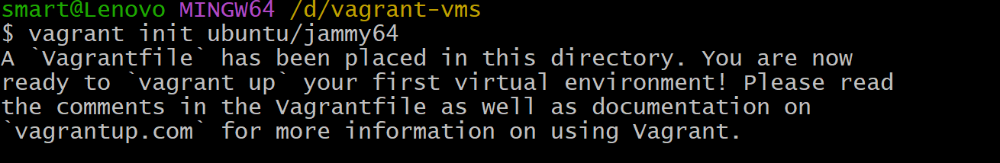 smart@Lenovo MINGW64 /d/vagrant-vms
$ vagrant init ubuntu/jammy64
A `Vagrantfile` has been placed in this directory. You are now
ready to `vagrant up` your first virtual environment! Please read
the comments in the Vagrantfile as well as documentation on
`vagrantup.com` for more information on using Vagrant.